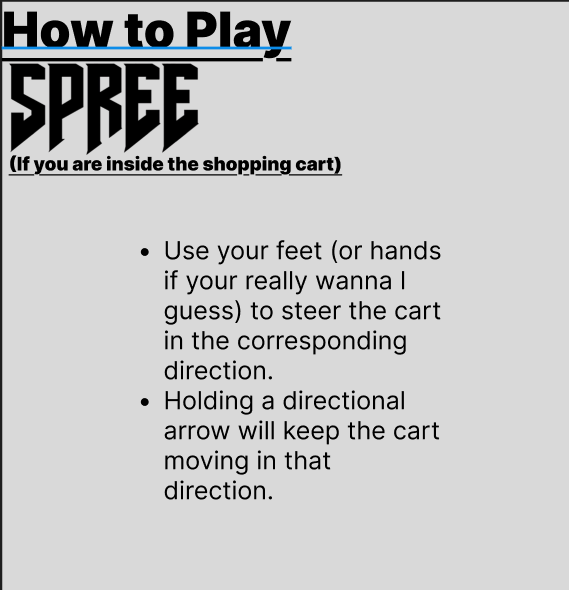 How to Play
SPREE
(If you are inside the shopping cart)
• Use your feet (or hands
if your really wanna I
guess) to steer the cart
in the corresponding
direction.
• Holding a directional
arrow will keep the cart
moving in that
direction.